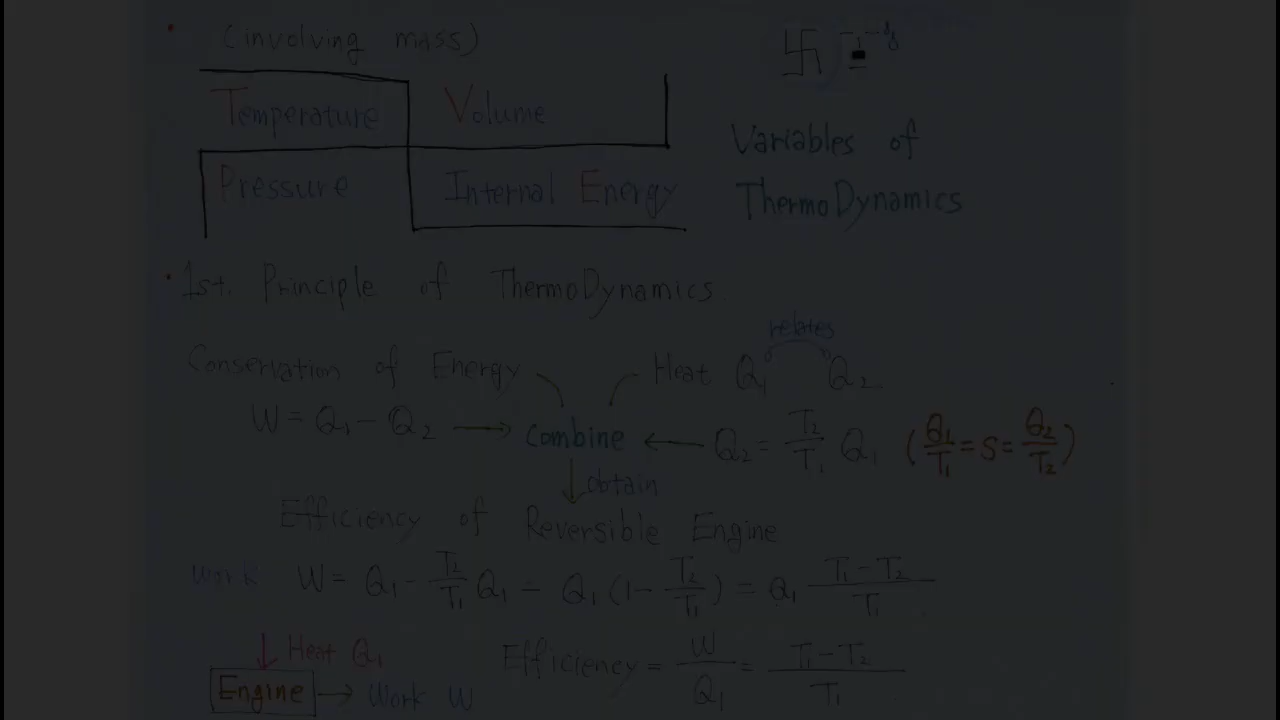 (involving mass)
Temperature Volume
Pressure Internal Energy
Variables of
ThermoDynamics
1st. Principle of ThermoDynamics.
relates
Conservation of Energy Heat Q₁ Q₂
W = Q₁ - Q₂ → combine ← Q₂ = T₂/T₁ Q₁ (Q₁/T₁ = S = Q₂/T₂)
obtain
Efficiency of Reversible Engine
Work W = Q₁ - T₂/T₁ Q₁ = Q₁ (1 - T₂/T₁) = Q₁ T₁ - T₂/T₁
↓ Heat Q₁
Engine → Work W
Efficiency = W/Q₁ = T₁ - T₂/T₁